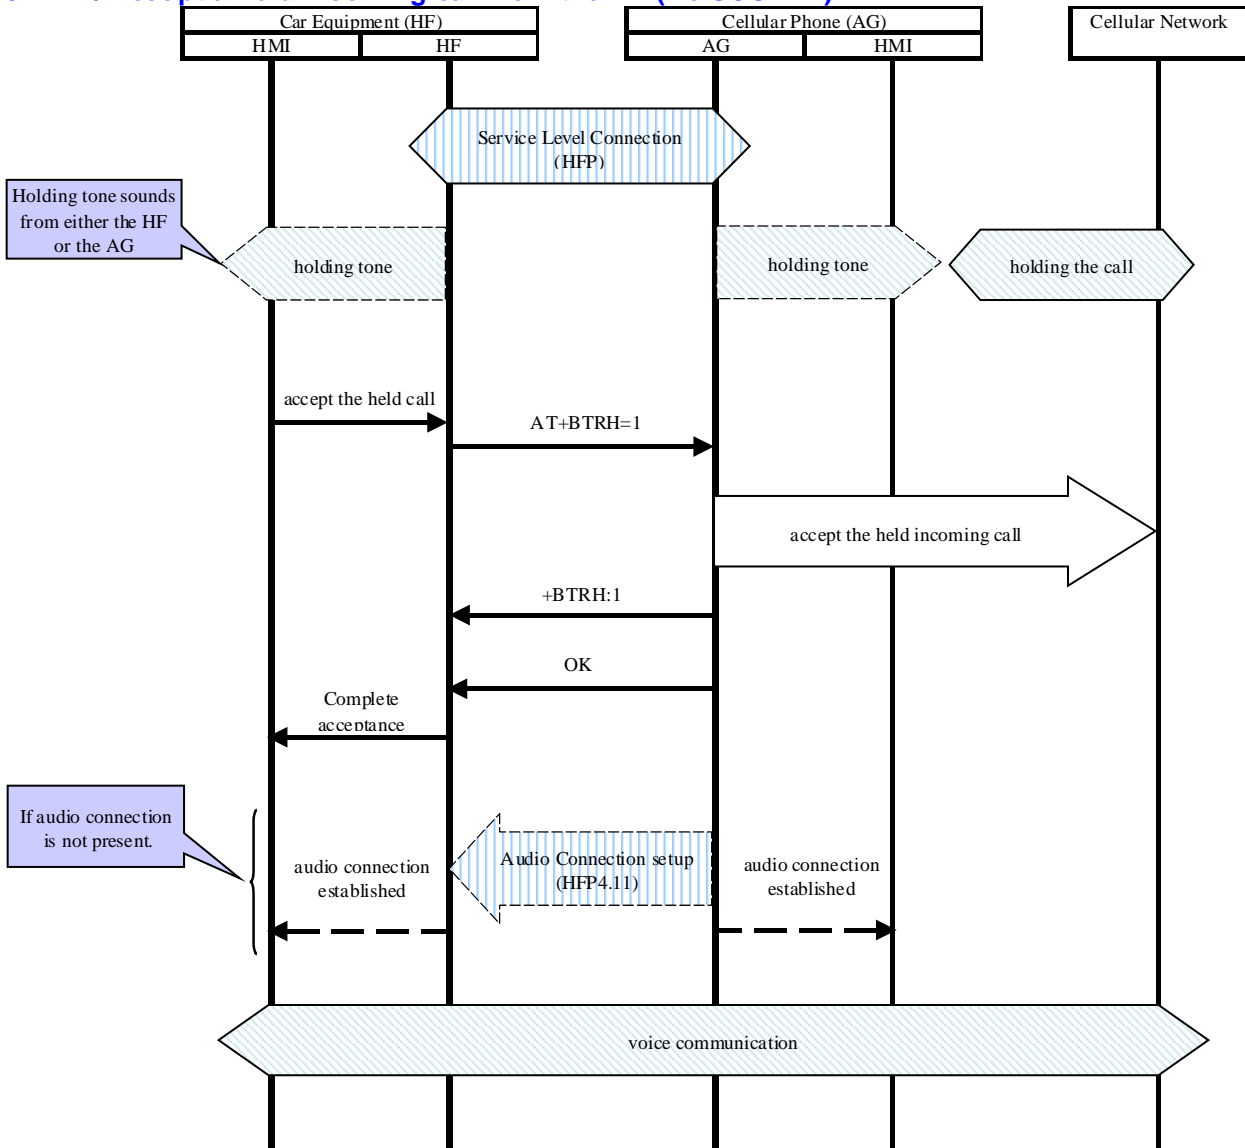 Car Equipment (HF)
Cellular Phone (AG)
Cellular Network
HMI
HF
AG
HMI
Service Level Connection
(HFP)
Holding tone sounds
from either the HF
or the AG
holding tone
holding tone
holding the call
accept the held call
AT+BTRH=1
accept the held incoming call
+BTRH:1
OK
Complete
acceptance
If audio connection
is not present.
audio connection
established
Audio Connection setup
(HFP4.11)
audio connection
established
voice communication